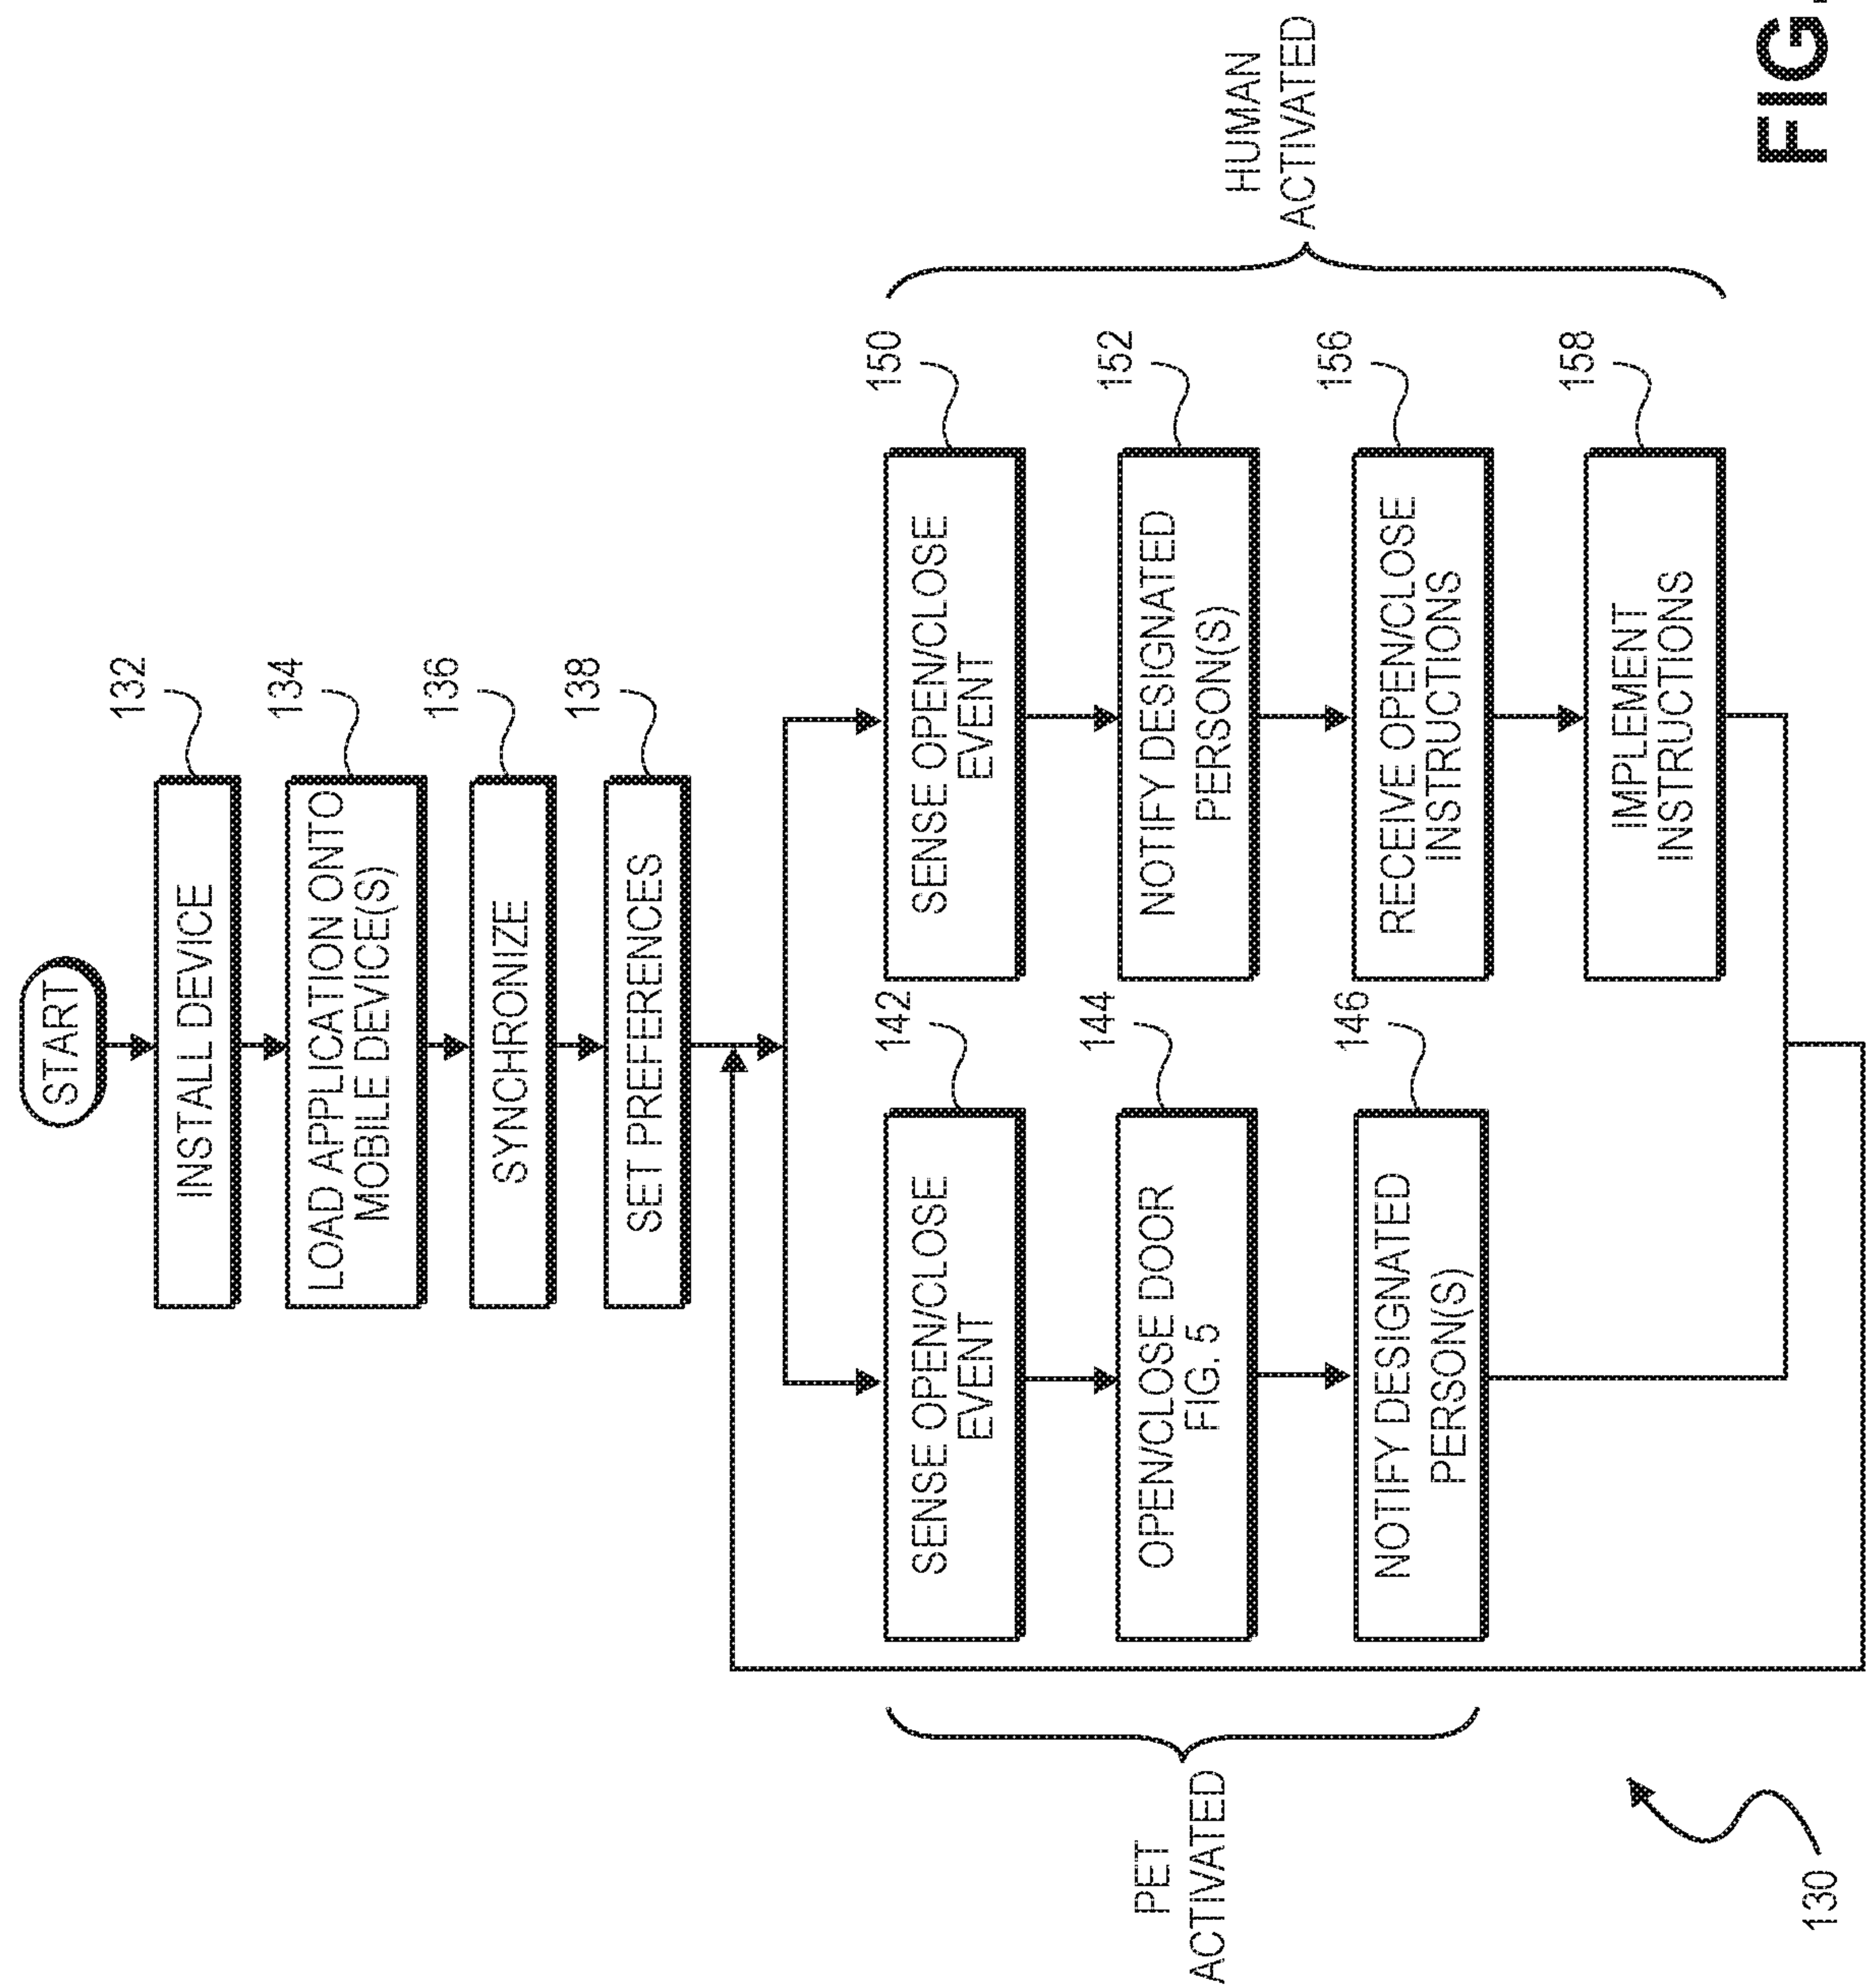 START
INSTALL DEVICE
132
LOAD APPLICATION ONTO
MOBILE DEVICE(S)
134
SYNCHRONIZE
136
SET PREFERENCES
138
PET
ACTIVATED
SENSE OPEN/CLOSE
EVENT
142
OPEN/CLOSE DOOR
FIG. 5
144
NOTIFY DESIGNATED
PERSON(S)
146
SENSE OPEN/CLOSE
EVENT
150
NOTIFY DESIGNATED
PERSON(S)
152
RECEIVE OPEN/CLOSE
INSTRUCTIONS
156
IMPLEMENT
INSTRUCTIONS
158
HUMAN
ACTIVATED
130
FIG.